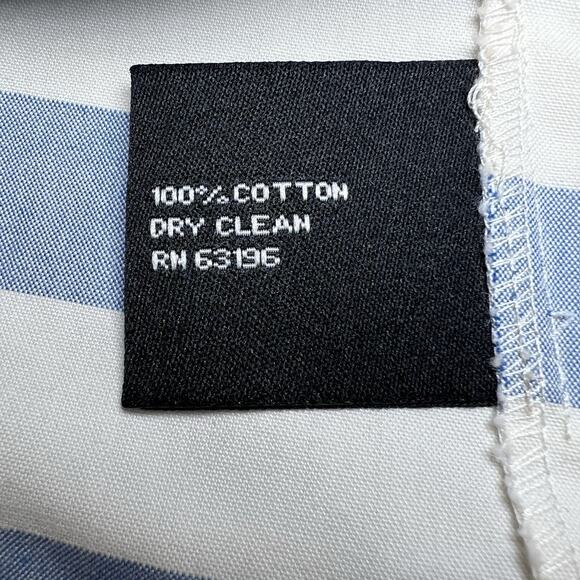 100% COTTON
DRY CLEAN
RN 63196